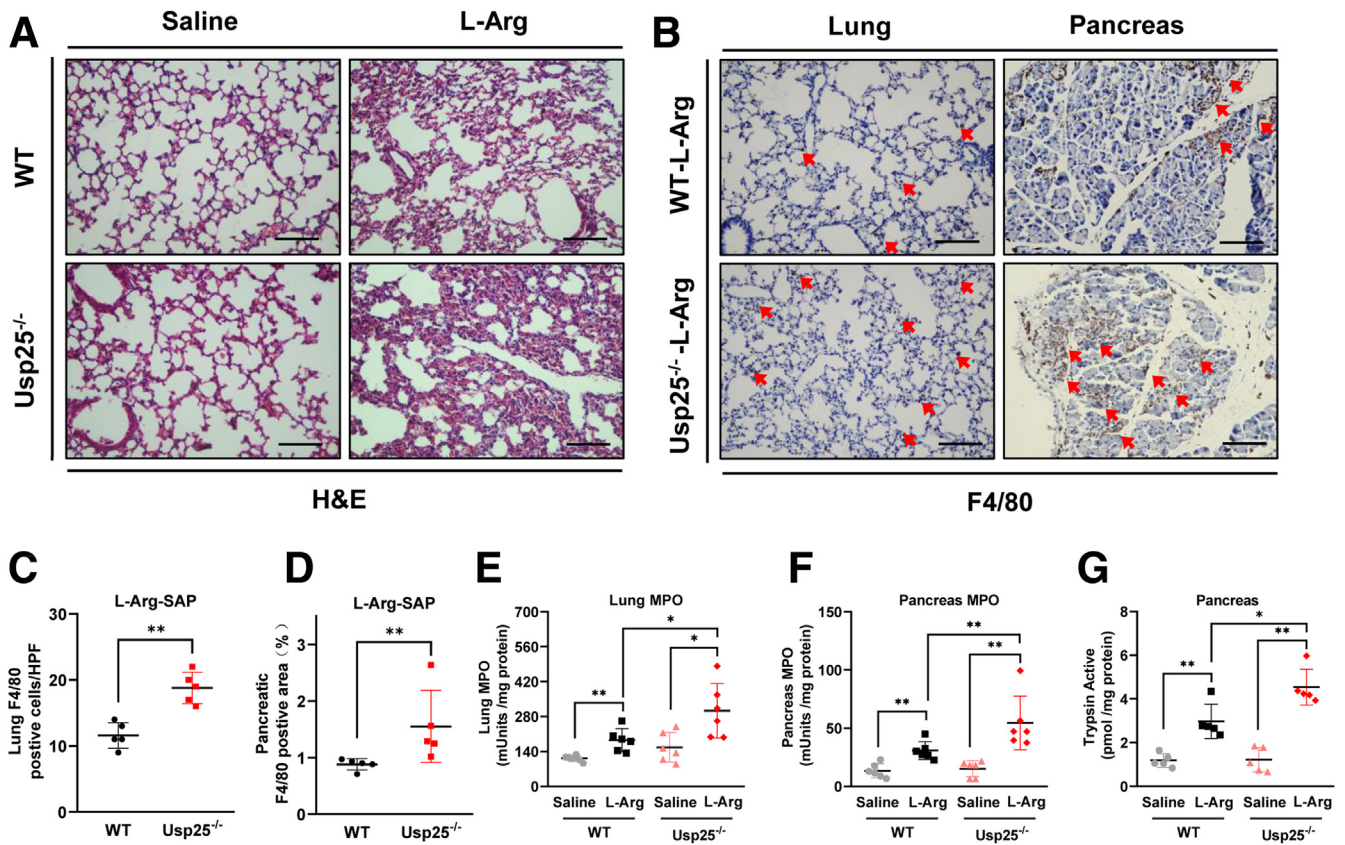 A
Saline
L-Arg
WT
Usp25-/-
H&E
B
Lung
Pancreas
WT-L-Arg
Usp25-/--L-Arg
F4/80
C
L-Arg-SAP
Lung F4/80
postive cells/HPF
30
20
10
0
**
WT
Usp25-/-
D
L-Arg-SAP
Pancreatic
F4/80 postive area (%)
3
2
1
0
**
WT
Usp25-/-
E
Lung MPO
Lung MPO
(mUnits /mg protein)
700
560
420
280
140
0
*
*
**
Saline L-Arg Saline L-Arg
WT Usp25-/-
F
Pancreas MPO
Pancreas MPO
(mUnits /mg protein)
150
100
50
0
**
**
**
Saline L-Arg Saline L-Arg
WT Usp25-/-
G
Pancreas
Trypsin Active
(pmol /mg protein)
8
6
4
2
0
*
**
**
Saline L-Arg Saline L-Arg
WT Usp25-/-